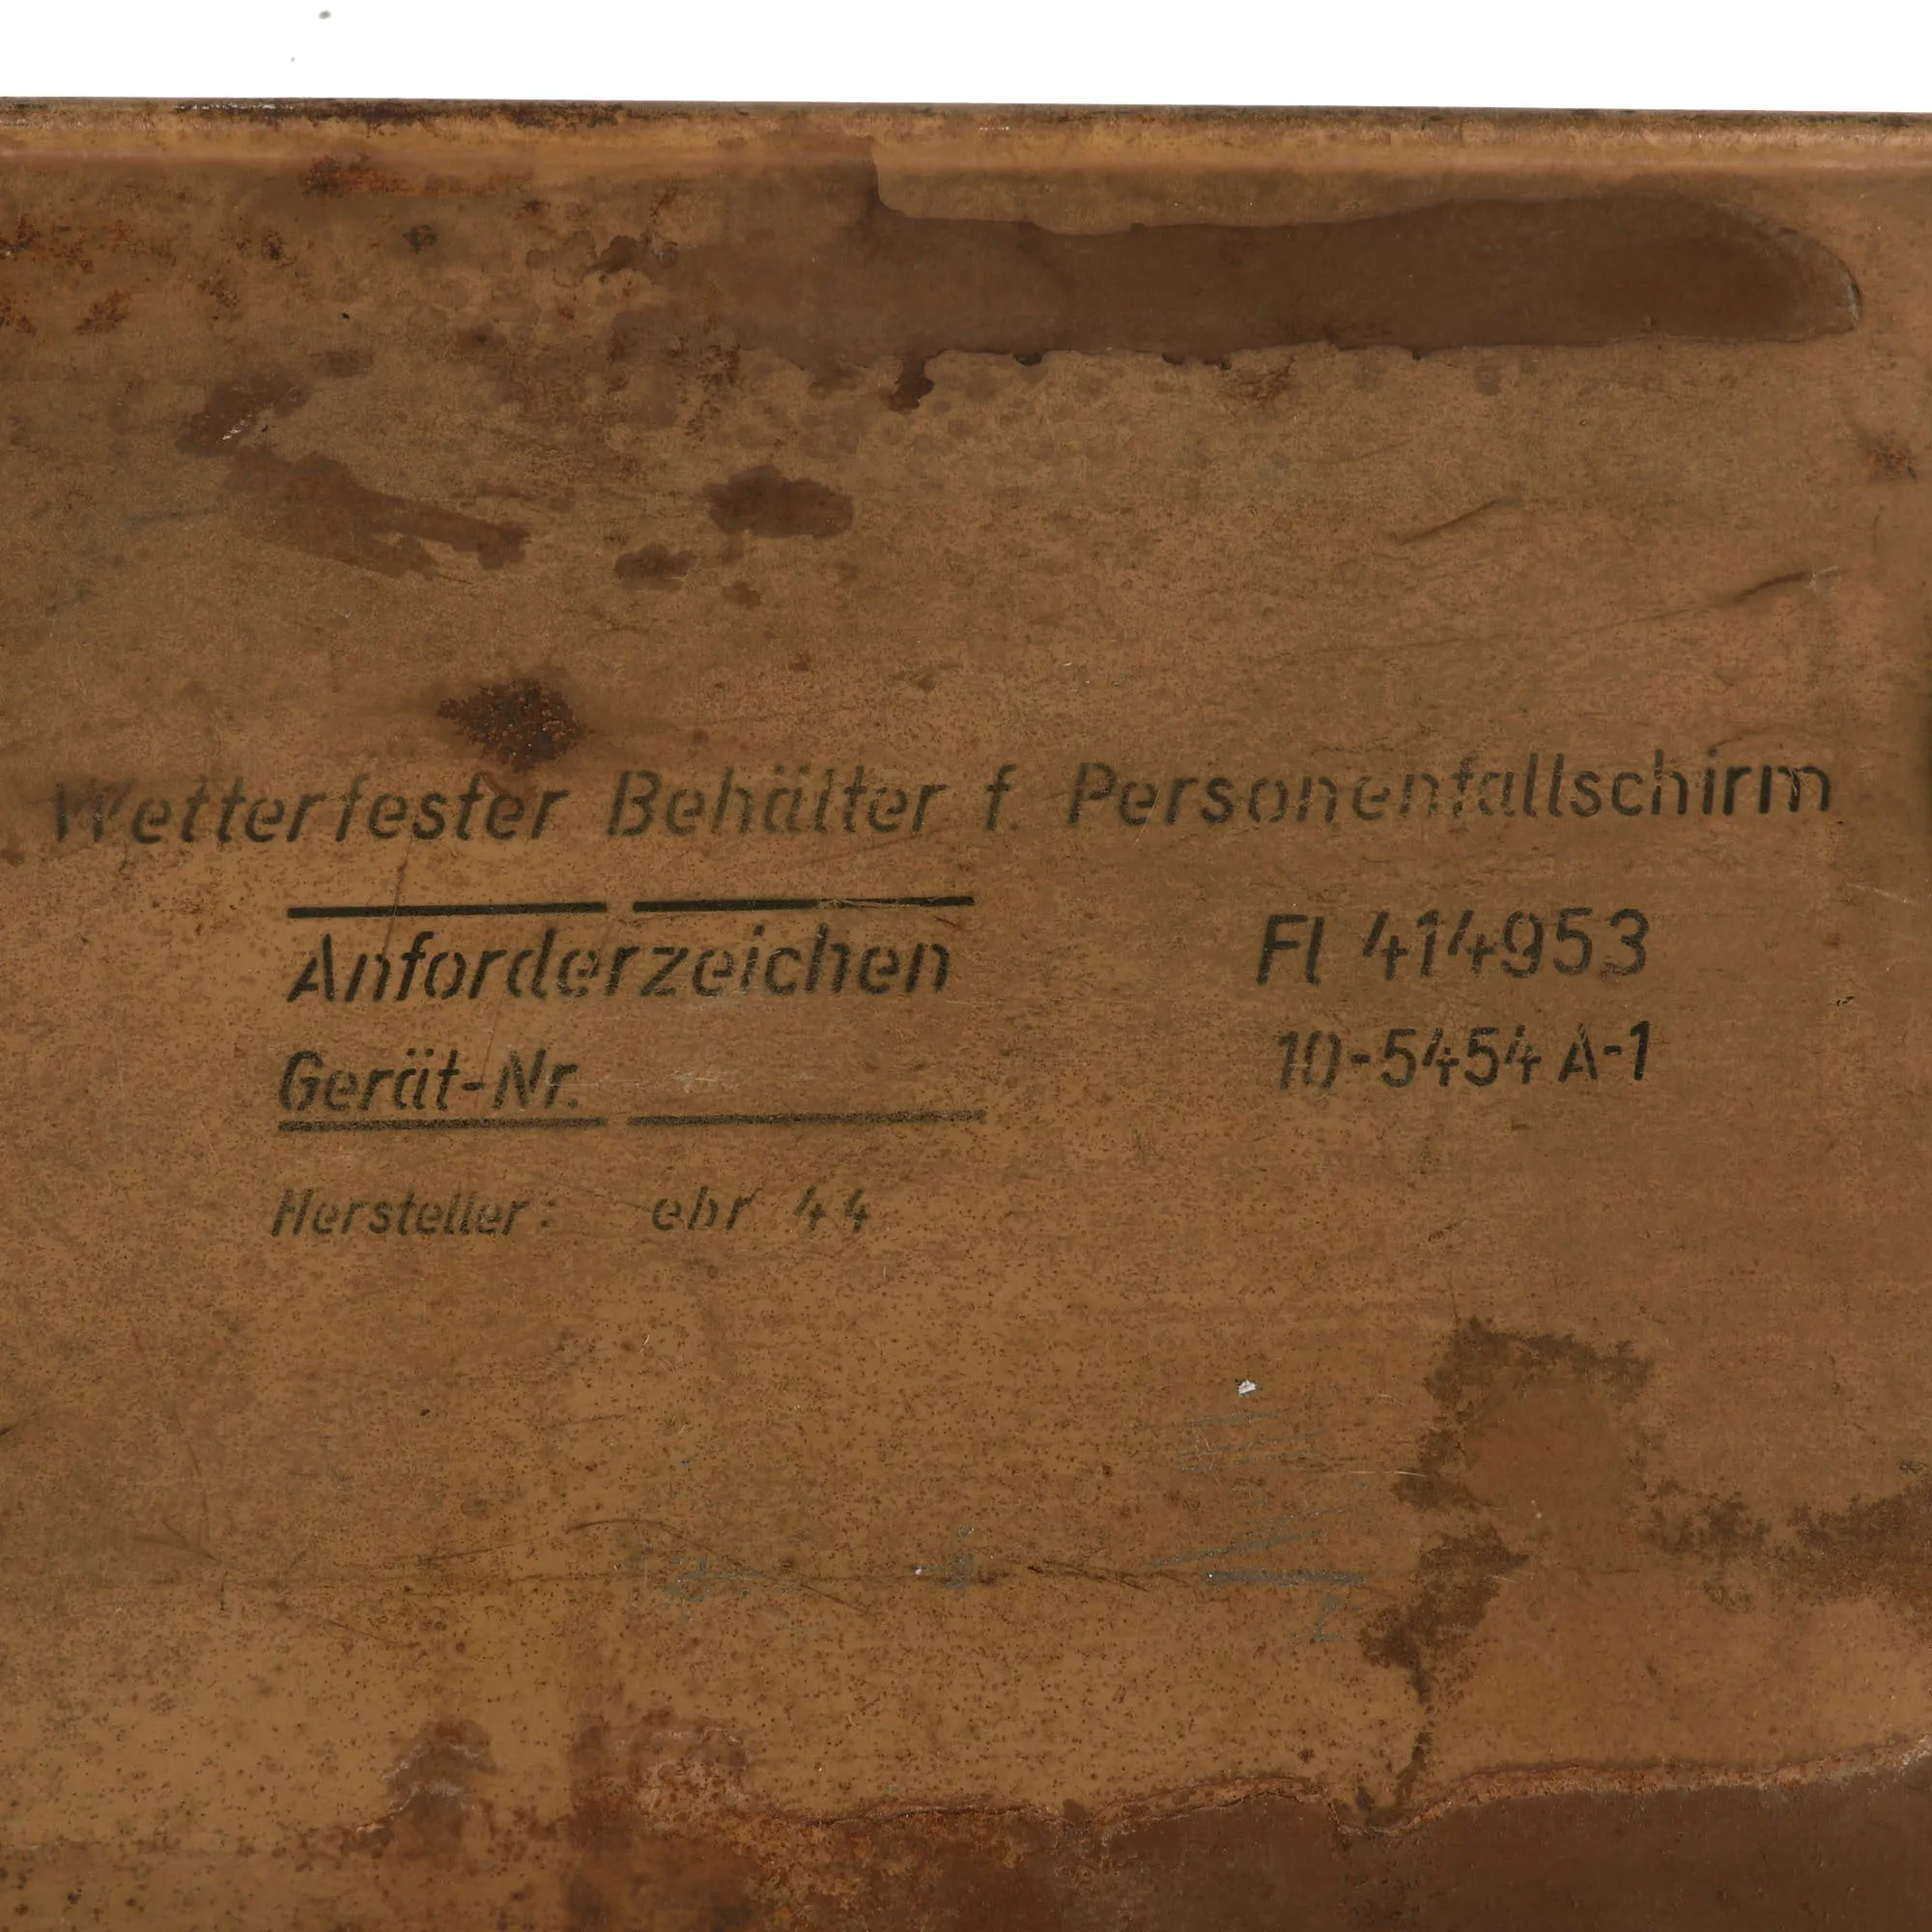 Wetterfester Behälter f. Personenfallschirm
Anforderzeichen Fl 414953
Gerät-Nr. 10-5454 A-1
Hersteller: ebr 44